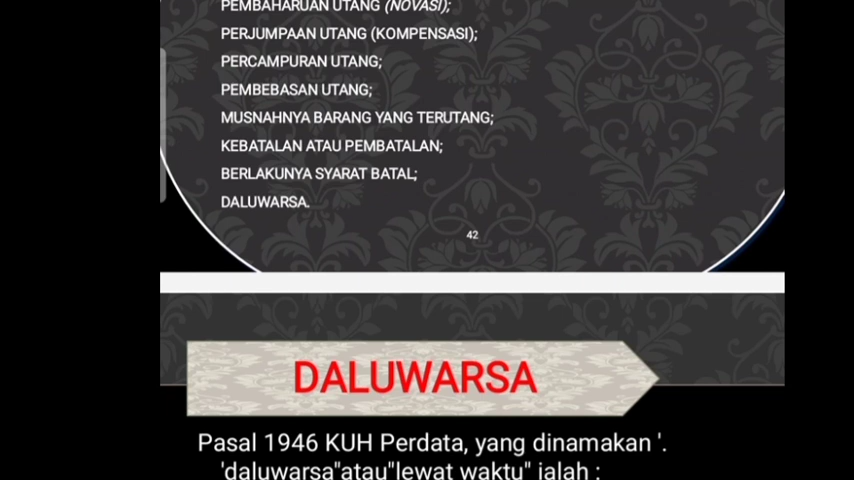 PEMBAHARUAN UTANG (NOVASI);
PERJUMPAAN UTANG (KOMPENSASI);
PERCAMPURAN UTANG;
PEMBEBASAN UTANG;
MUSNAHNYA BARANG YANG TERUTANG;
KEBATALAN ATAU PEMBATALAN;
BERLAKUNYA SYARAT BATAL;
DALUWARSA.
42
DALUWARSA
Pasal 1946 KUH Perdata, yang dinamakan '.
'daluwarsa"atau"lewat waktu" ialah :